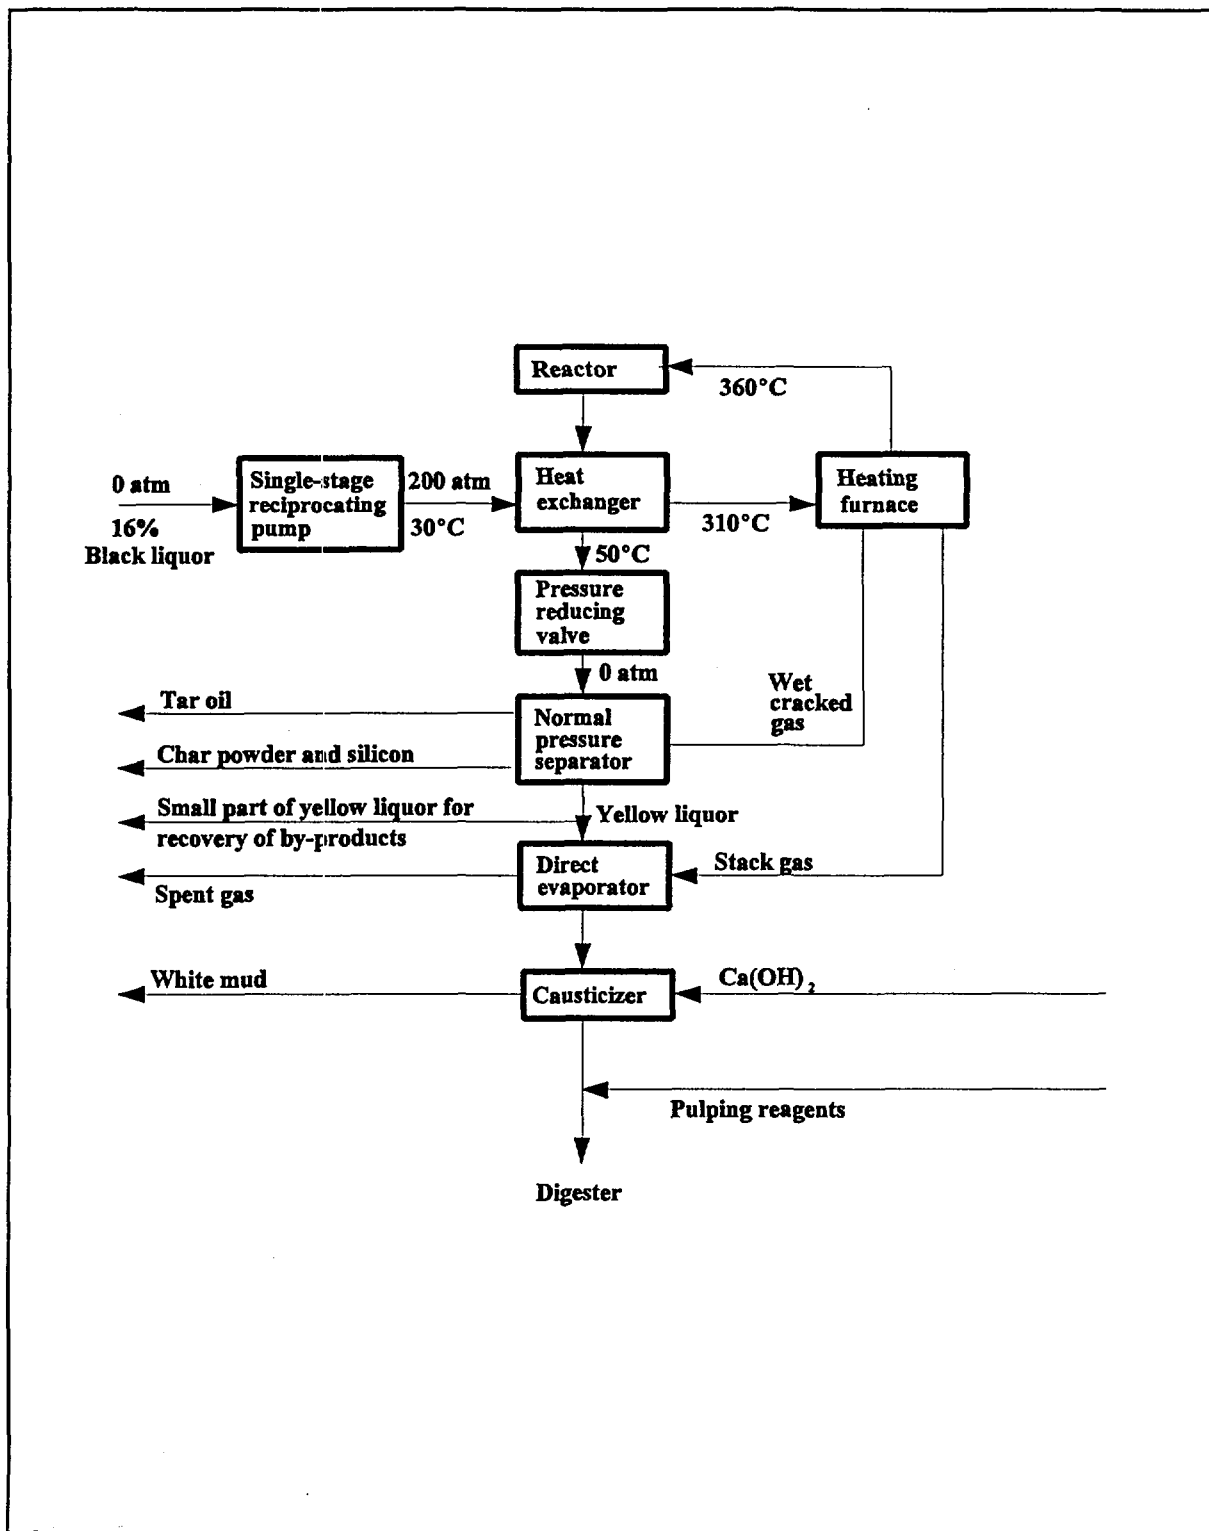 Reactor
360°C
0 atm
16%
Black liquor
Single-stage
reciprocating
pump
200 atm
30°C
Heat
exchanger
310°C
Heating
furnace
50°C
Pressure
reducing
valve
0 atm
Wet
cracked
gas
Tar oil
Normal
pressure
separator
Char powder and silicon
Small part of yellow liquor for
recovery of by-products
Yellow liquor
Direct
evaporator
Stack gas
Spent gas
White mud
Causticizer
Ca(OH)₂
Pulping reagents
Digester